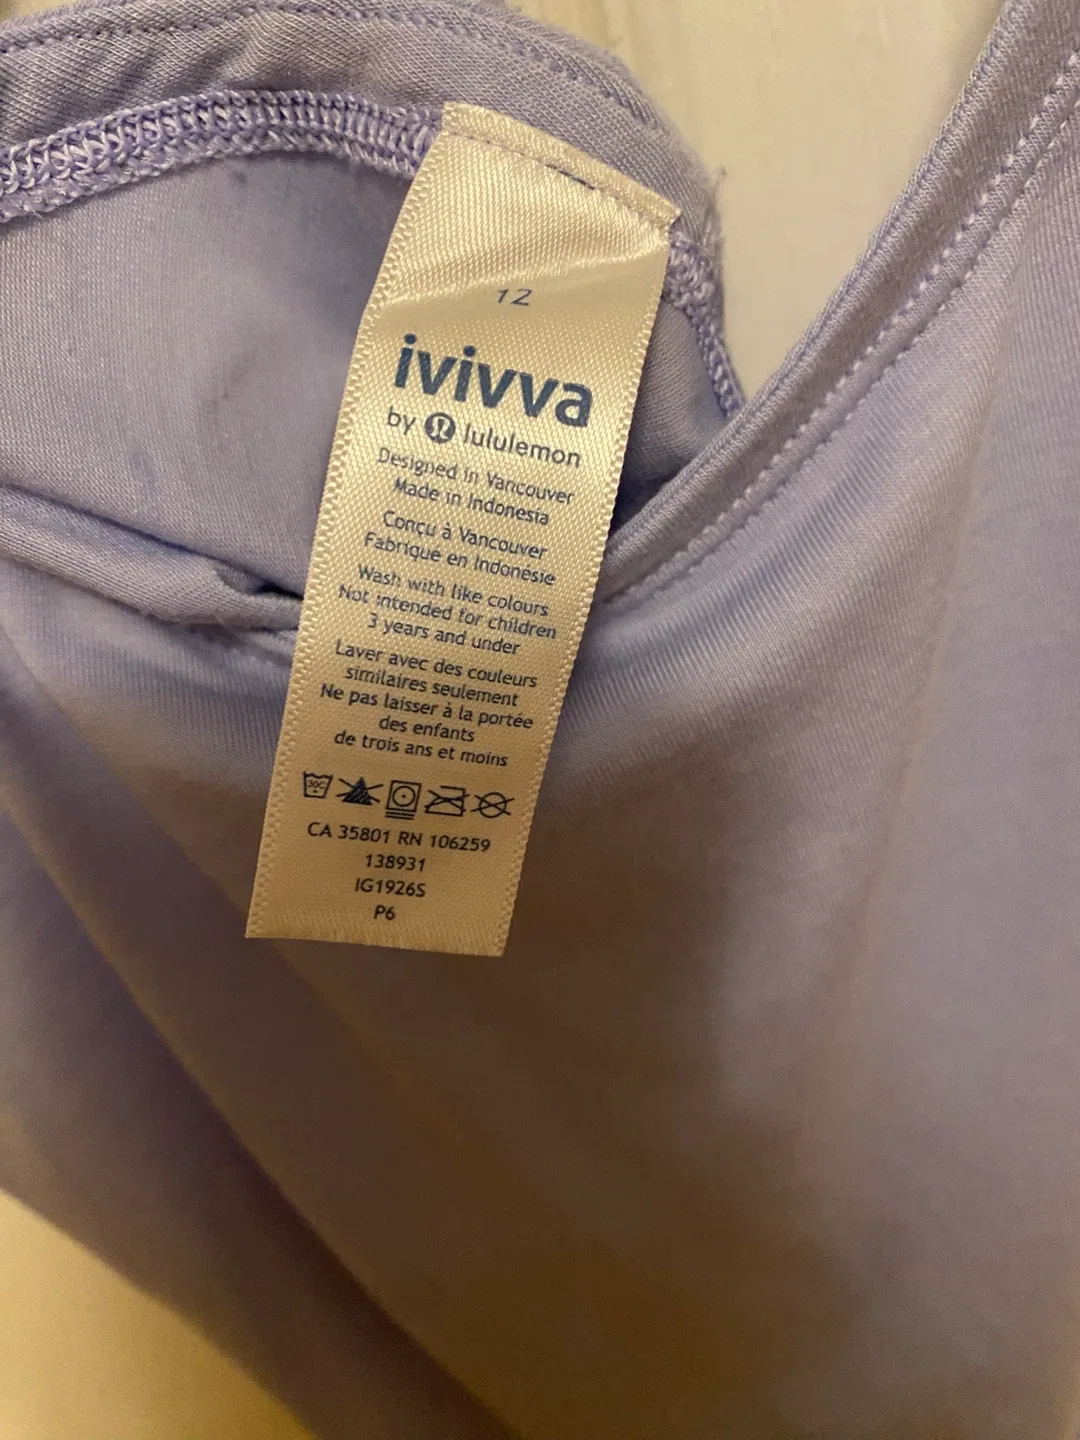 12
ivivva
by lululemon
Designed in Vancouver
Made in Indonesia
Conçu à Vancouver
Fabrique en Indonésie
Wash with like colours
Not intended for children
3 years and under
Laver avec des couleurs
similaires seulement
Ne pas laisser à la portée
des enfants
de trois ans et moins
30C
CA 35801 RN 106259
138931
IG1926S
P6